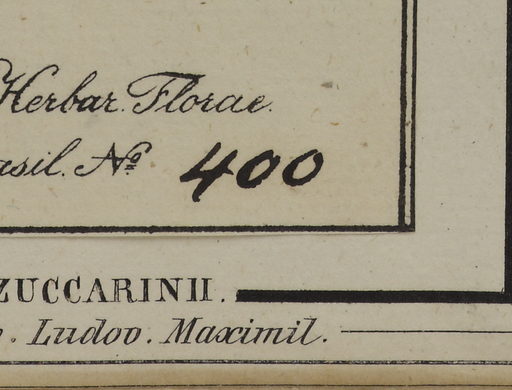 Herbar. Florae.
asil. No 400
ZUCCARINII.
. Ludov. Maximil.